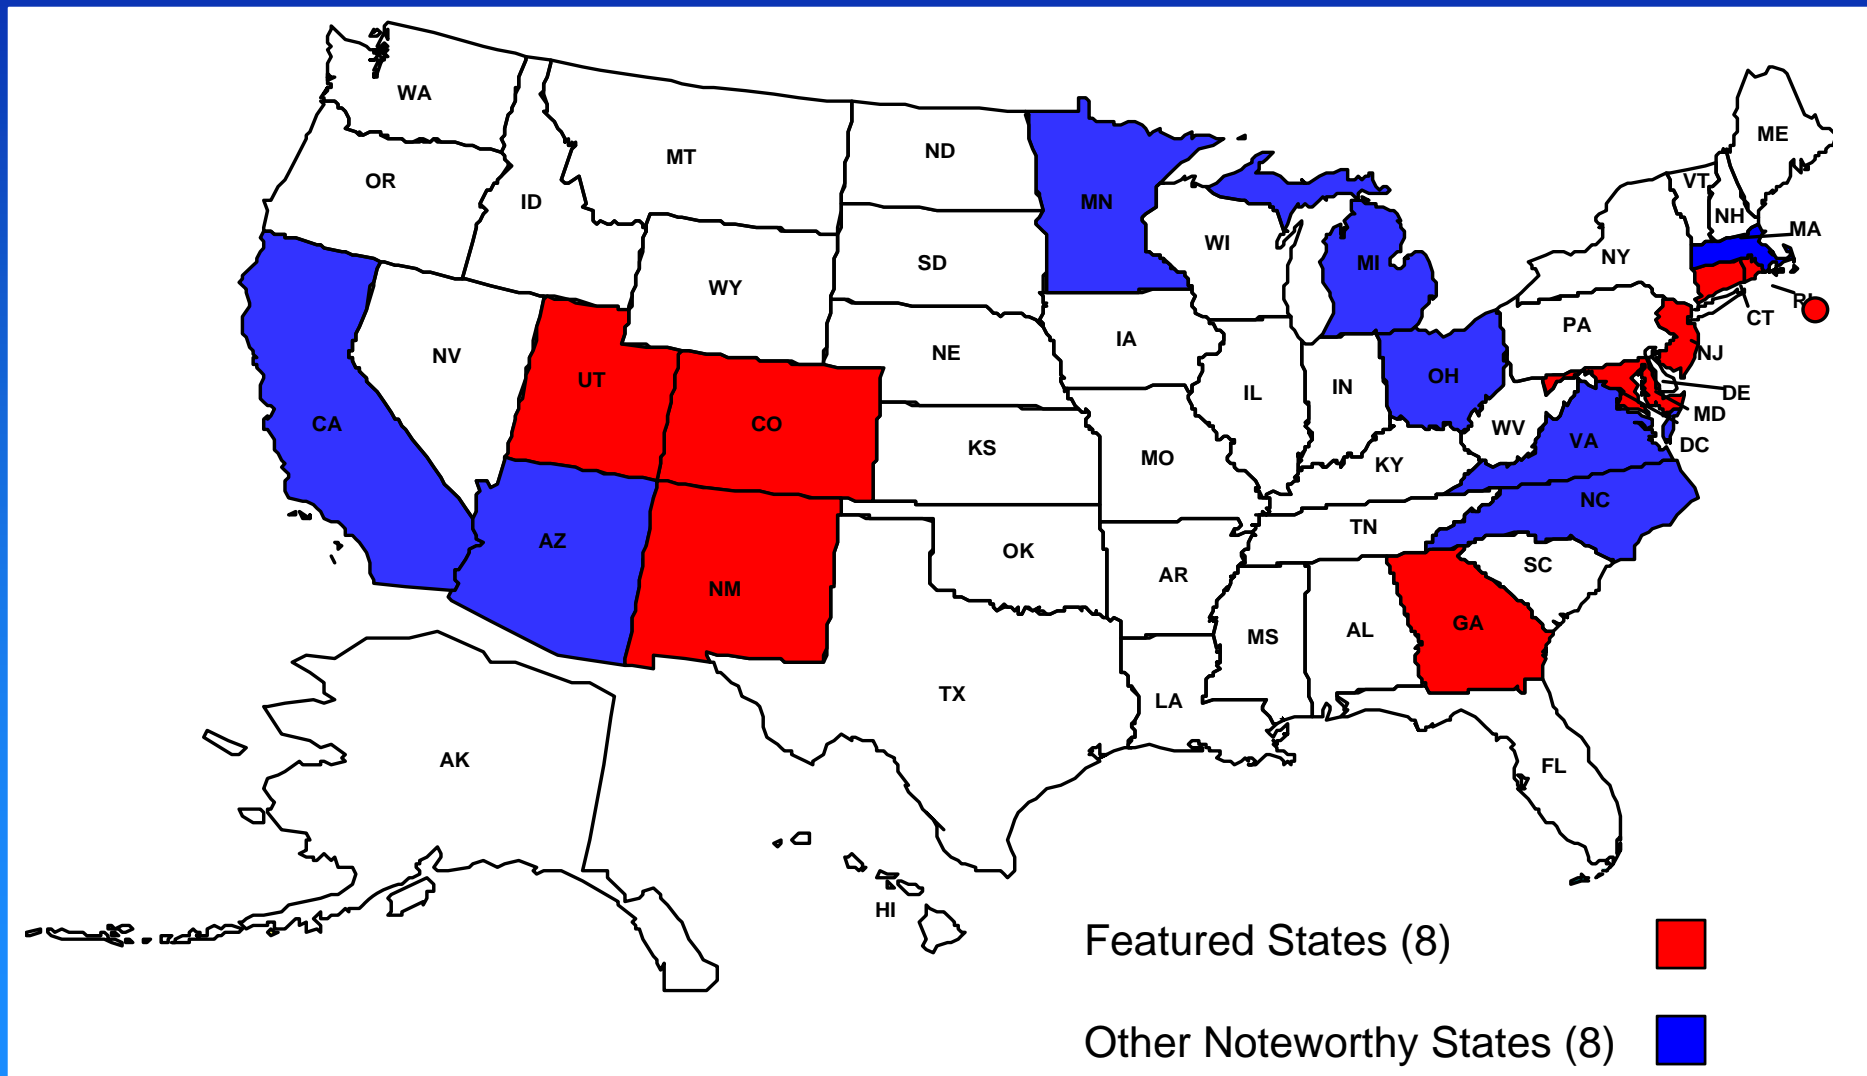 WA
ME
ND
MT
OR
VT
ID
MN
NH
MA
WI
NY
SD
MI
WY
RI
CT
PA
IA
NE
NV
NJ
UT
OH
IN
IL
DE
MD
CA
CO
WV
VA
DC
KS
MO
KY
NC
TN
AZ
OK
SC
AR
NM
GA
AL
MS
TX
LA
AK
FL
HI
Featured States (8)
Other Noteworthy States (8)